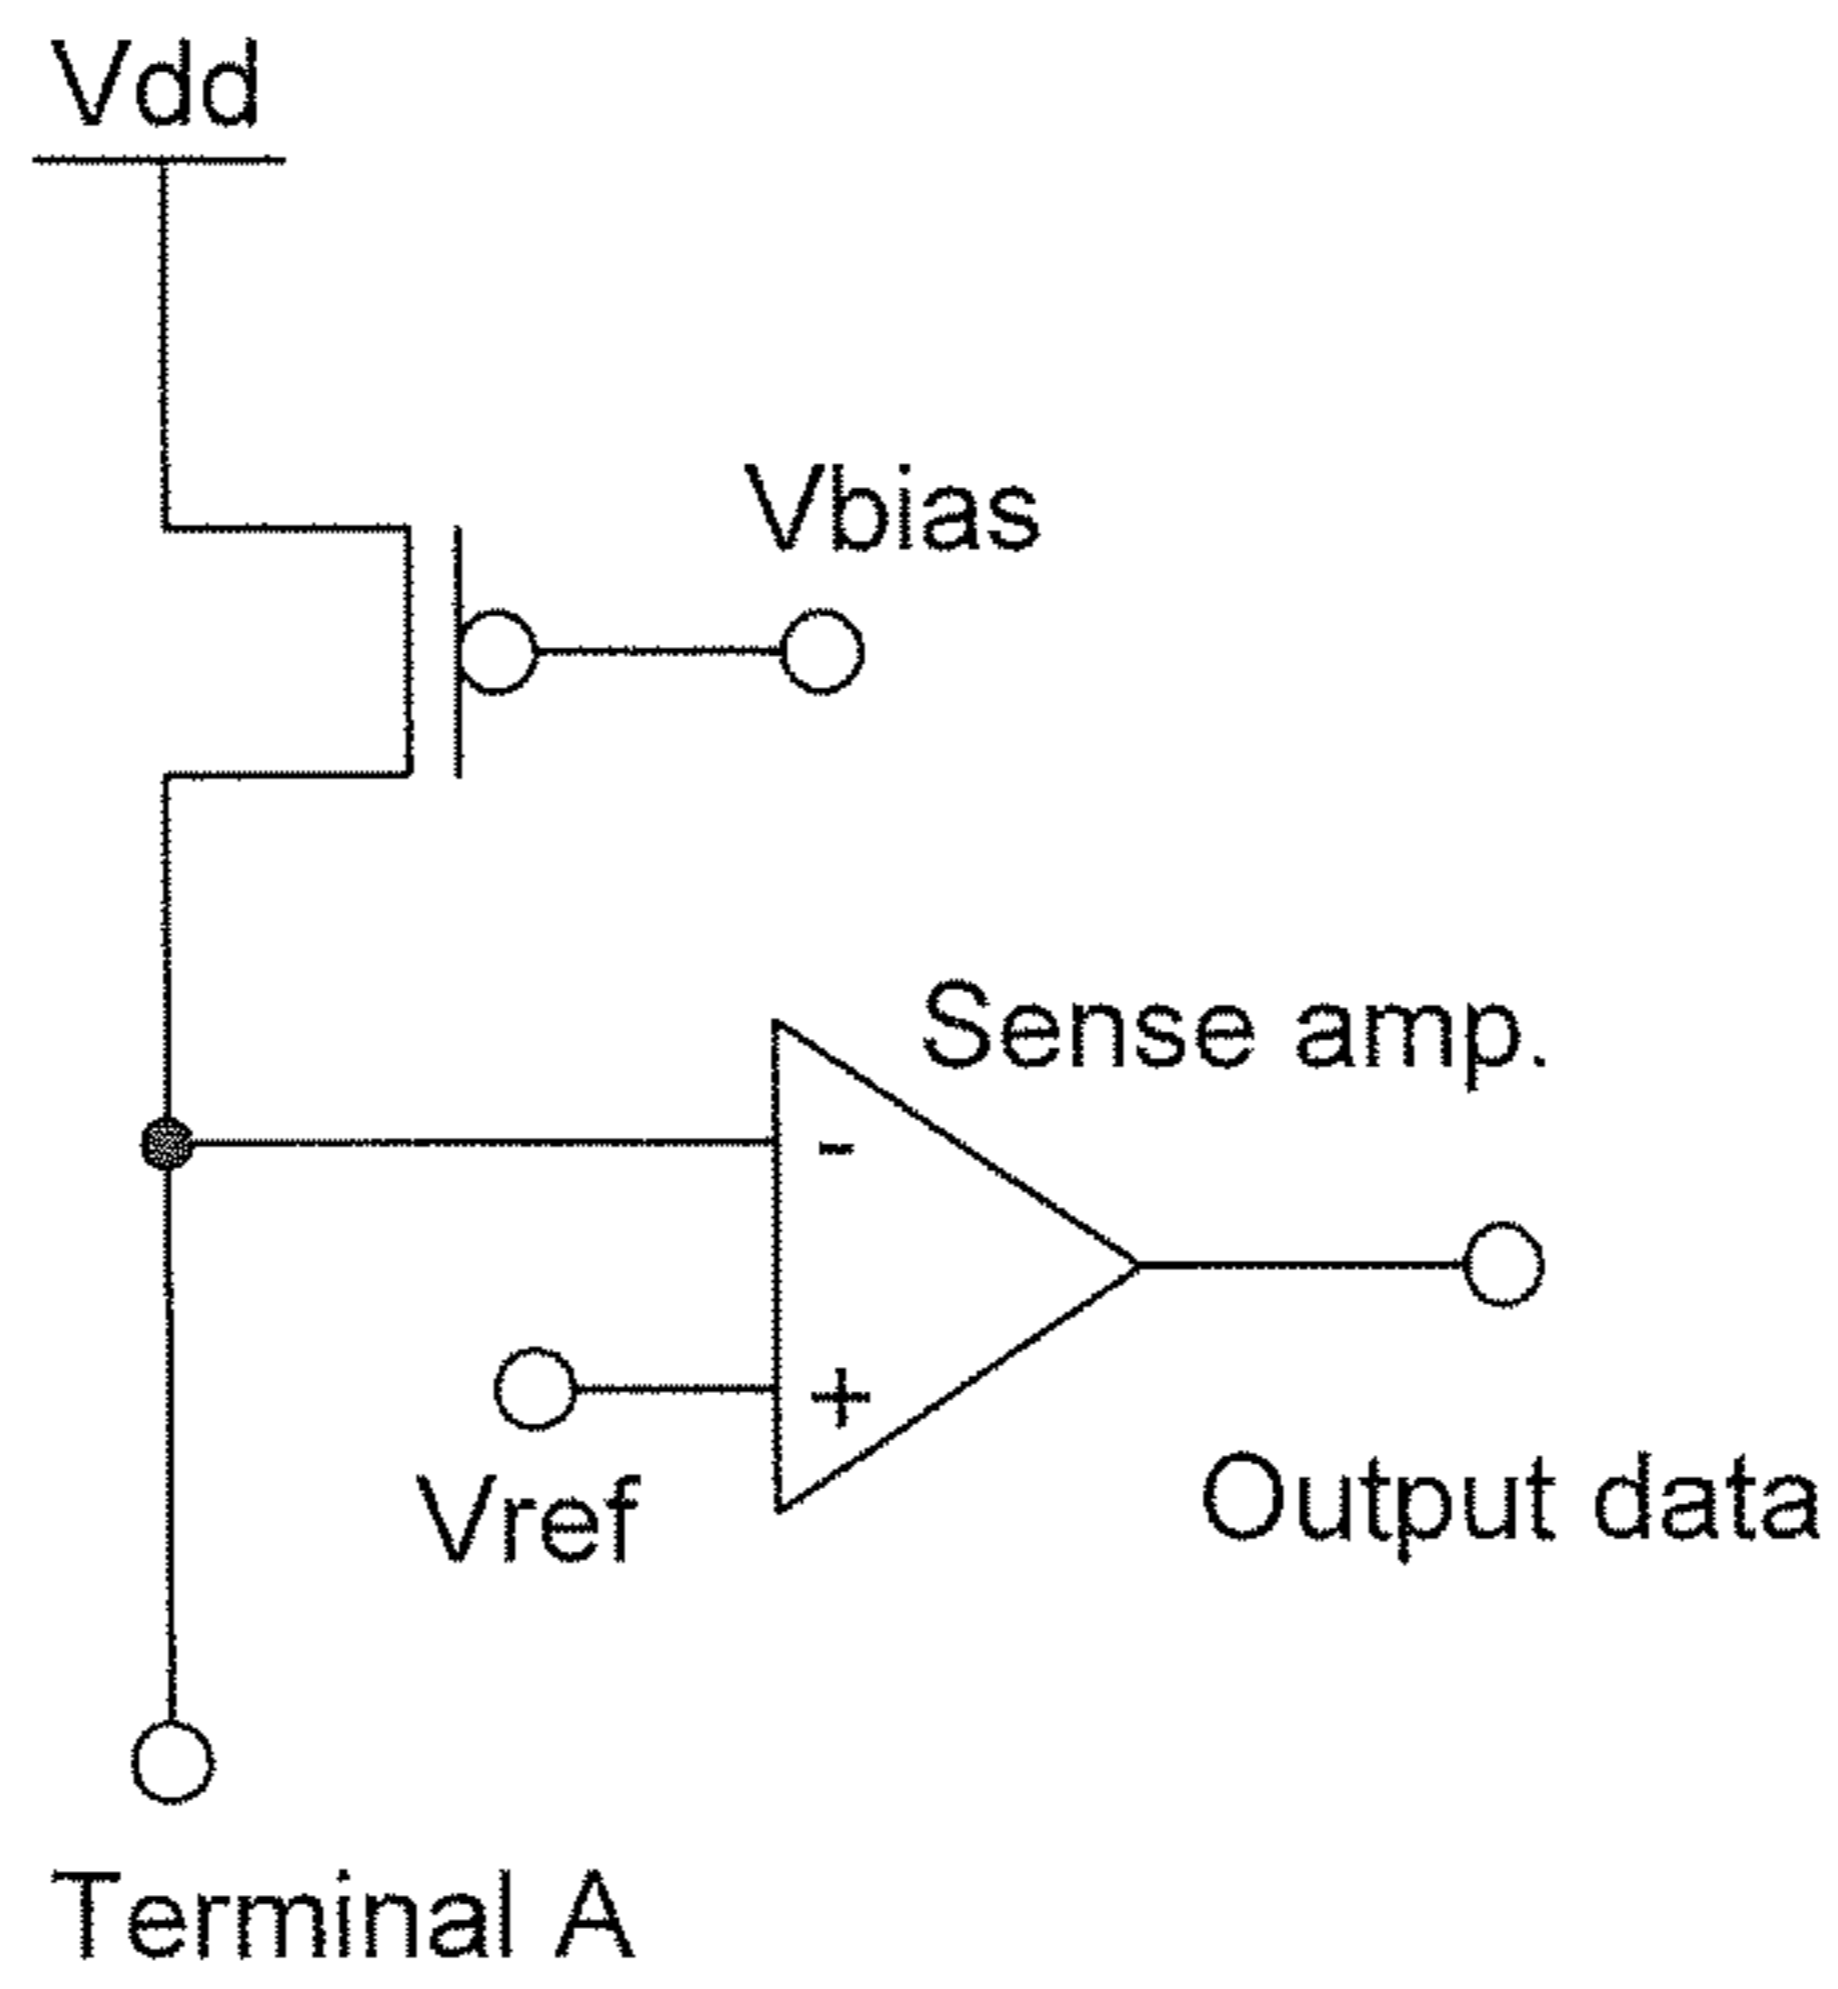 Vdd
Vbias
Sense amp.
-
+
Vref
Output data
Terminal A